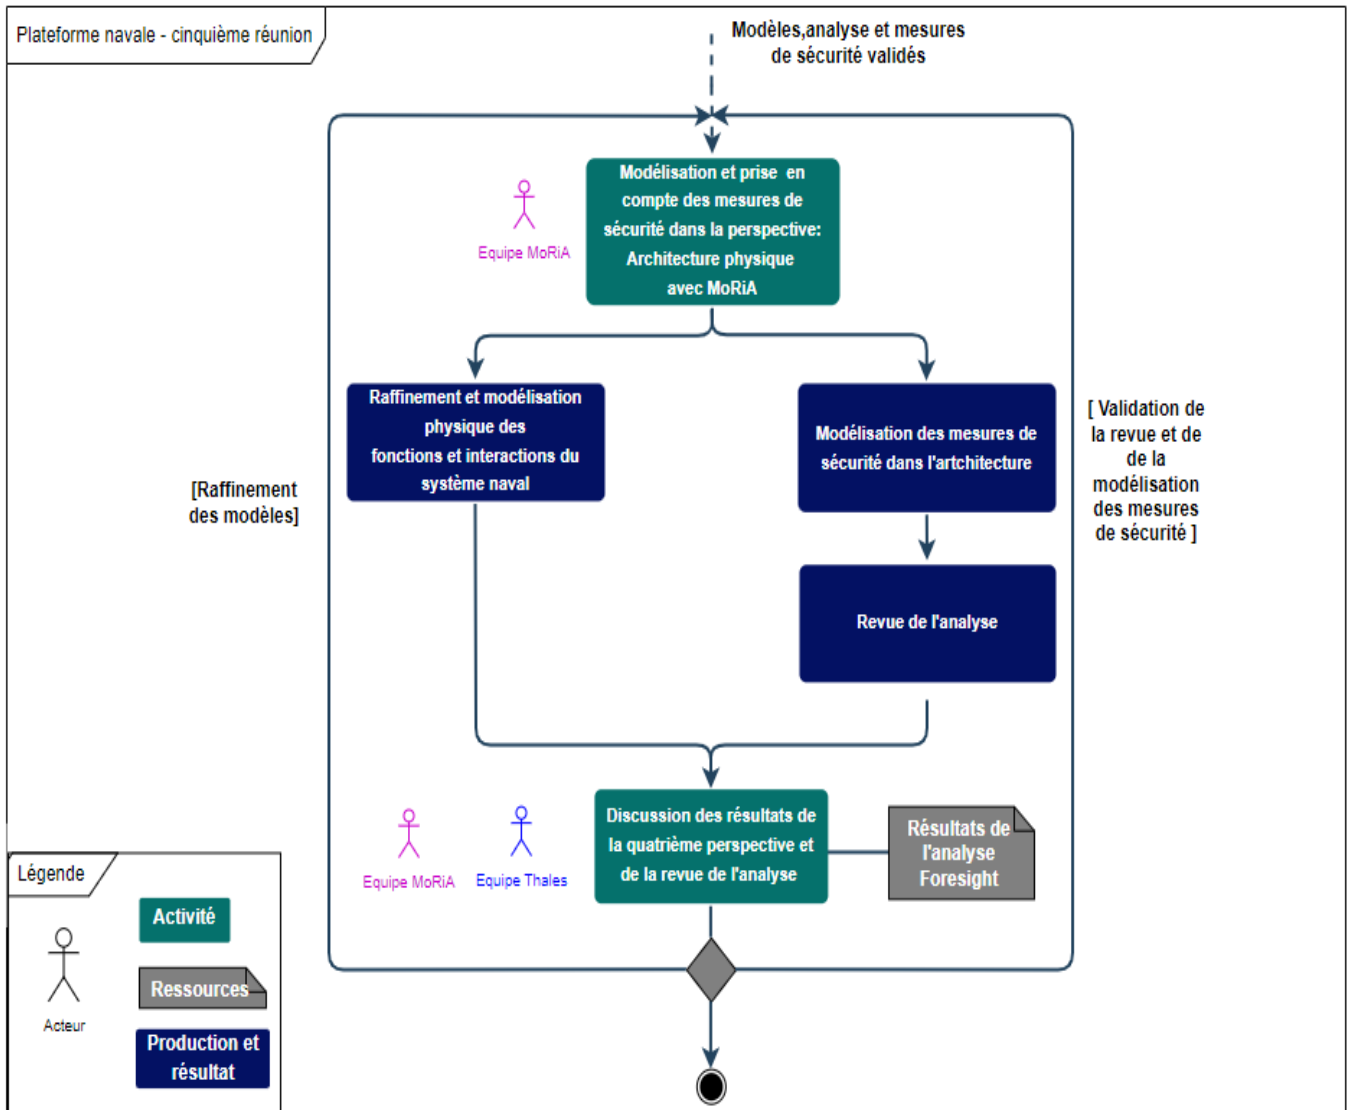 Plateforme navale - cinquième réunion
Modèles,analyse et mesures
de sécurité validés
Modélisation et prise en
compte des mesures de
sécurité dans la perspective:
Architecture physique
avec MoRiA
Equipe MoRiA
Raffinement et modélisation
physique des
fonctions et interactions du
système naval
Modélisation des mesures de
sécurité dans l'artchitecture
[ Validation de
la revue et de
de la
modélisation
des mesures
de sécurité ]
[Raffinement
des modèles]
Revue de l'analyse
Discussion des résultats de
la quatrième perspective et
de la revue de l'analyse
Equipe MoRiA
Equipe Thales
Résultats de
l'analyse
Foresight
Légende
Activité
Ressources
Acteur
Production et
résultat